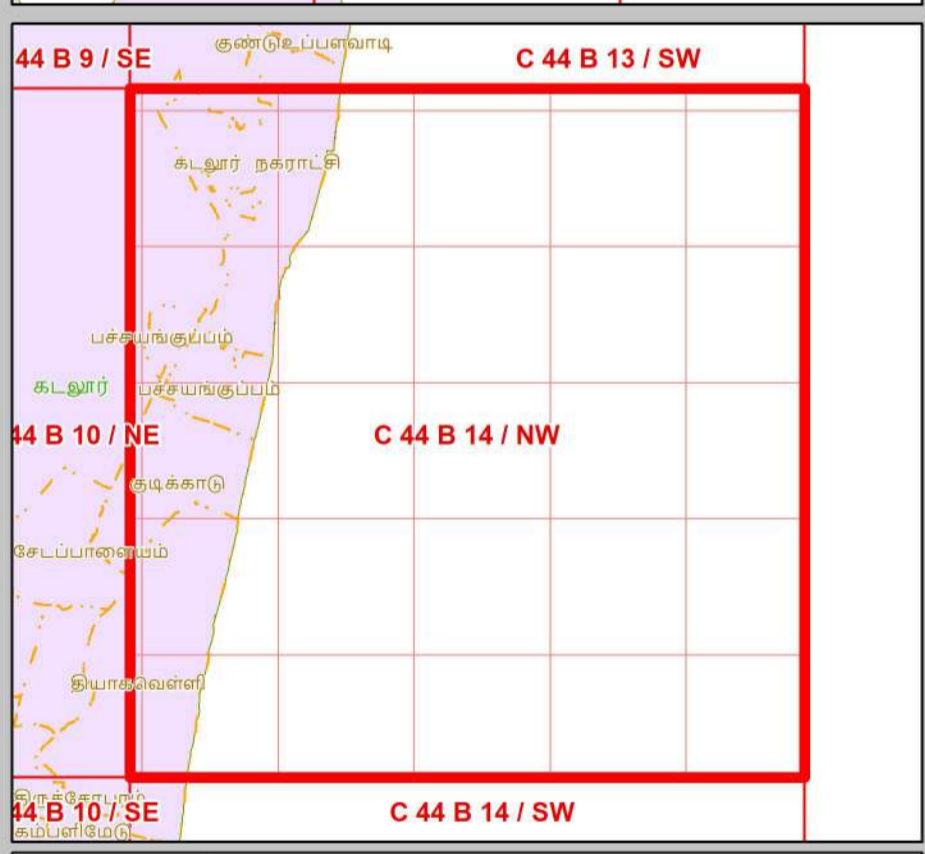 குண்டுஉப்பளவாடி
44 B 9 / SE
C 44 B 13 / SW
கடலூர் நகராட்சி
பச்சயங்குப்பம்
கடலூர்
பச்சயங்குப்பம்
44 B 10 / NE
C 44 B 14 / NW
குடிக்காடு
சேடப்பாளையம்
தியாகவெள்ளி
44 B 10 / SE
C 44 B 14 / SW
கம்பளிமேடு